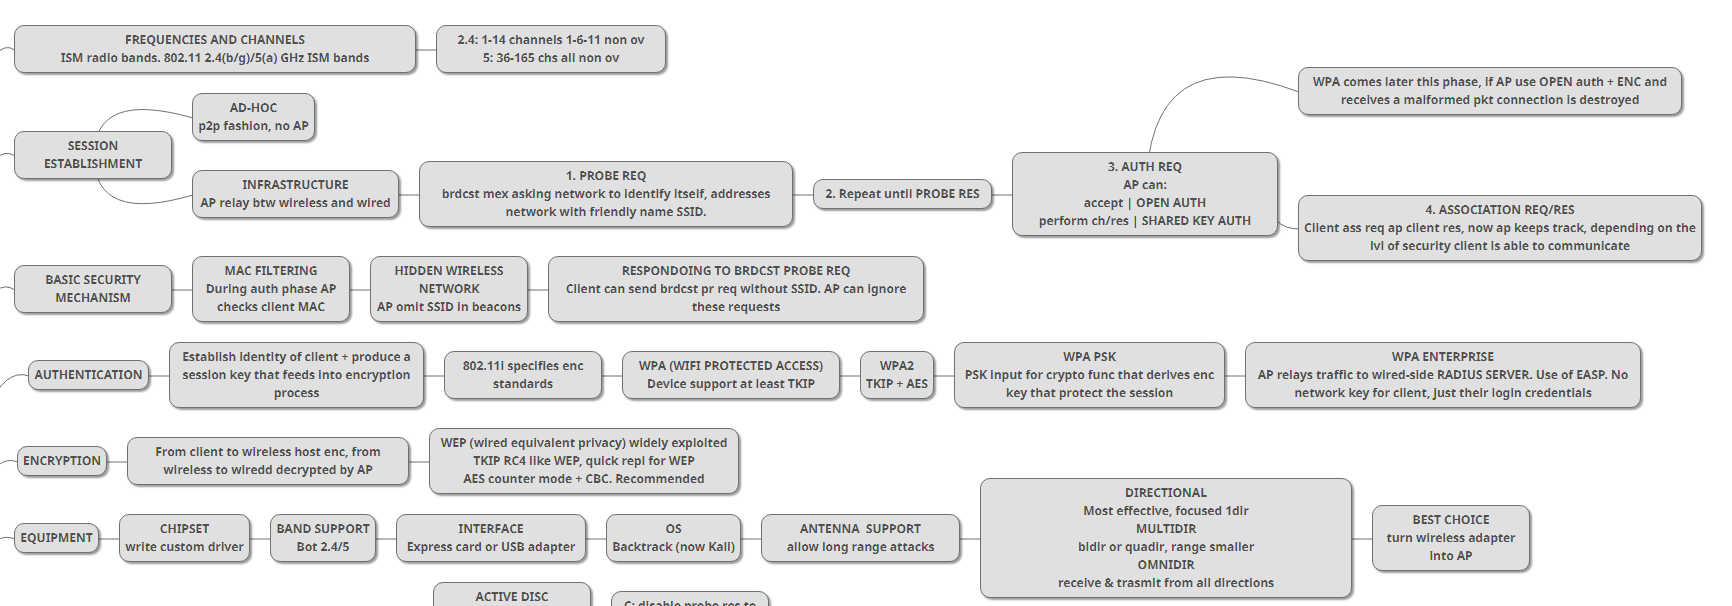 FREQUENCIES AND CHANNELS
ISM radio bands. 802.11 2.4(b/g)/5(a) GHz ISM bands
2.4: 1-14 channels 1-6-11 non ov
5: 36-165 chs all non ov
SESSION
ESTABLISHMENT
AD-HOC
p2p fashion, no AP
INFRASTRUCTURE
AP relay btw wireless and wired
1. PROBE REQ
brdcst mex asking network to identify itself, addresses
network with friendly name SSID.
2. Repeat until PROBE RES
3. AUTH REQ
AP can:
accept | OPEN AUTH
perform ch/res | SHARED KEY AUTH
WPA comes later this phase, if AP use OPEN auth + ENC and
receives a malformed pkt connection is destroyed
4. ASSOCIATION REQ/RES
Client ass req ap client res, now ap keeps track, depending on the
lvl of security client is able to communicate
BASIC SECURITY
MECHANISM
MAC FILTERING
During auth phase AP
checks client MAC
HIDDEN WIRELESS
NETWORK
AP omit SSID in beacons
RESPONDOING TO BRDCST PROBE REQ
Client can send brdcst pr req without SSID. AP can ignore
these requests
AUTHENTICATION
Establish identity of client + produce a
session key that feeds into encryption
process
802.11i specifies enc
standards
WPA (WIFI PROTECTED ACCESS)
Device support at least TKIP
WPA2
TKIP + AES
WPA PSK
PSK input for crypto func that derives enc
key that protect the session
WPA ENTERPRISE
AP relays traffic to wired-side RADIUS SERVER. Use of EASP. No
network key for client, just their login credentials
ENCRYPTION
From client to wireless host enc, from
wireless to wiredd decrypted by AP
WEP (wired equivalent privacy) widely exploited
TKIP RC4 like WEP, quick repl for WEP
AES counter mode + CBC. Recommended
EQUIPMENT
CHIPSET
write custom driver
BAND SUPPORT
Bot 2.4/5
INTERFACE
Express card or USB adapter
OS
Backtrack (now Kali)
ANTENNA  SUPPORT
allow long range attacks
DIRECTIONAL
Most effective, focused 1dir
MULTIDIR
bidir or quadir, range smaller
OMNIDIR
receive & trasmit from all directions
BEST CHOICE
turn wireless adapter
into AP
ACTIVE DISC
C: disable probe res to